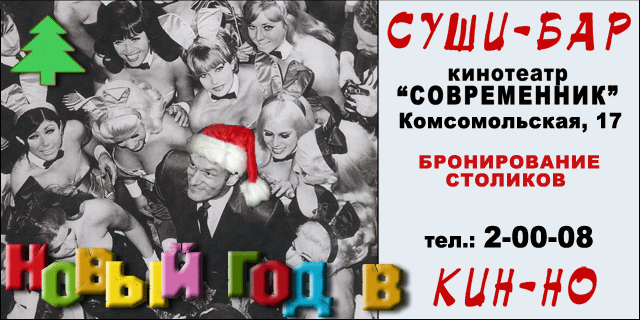 СУШИ-БАР
кинотеатр
“СОВРЕМЕННИК”
Комсомольская, 17
БРОНИРОВАНИЕ
СТОЛИКОВ
тел.: 2-00-08
НОВЫЙ ГОД В КИН-НО